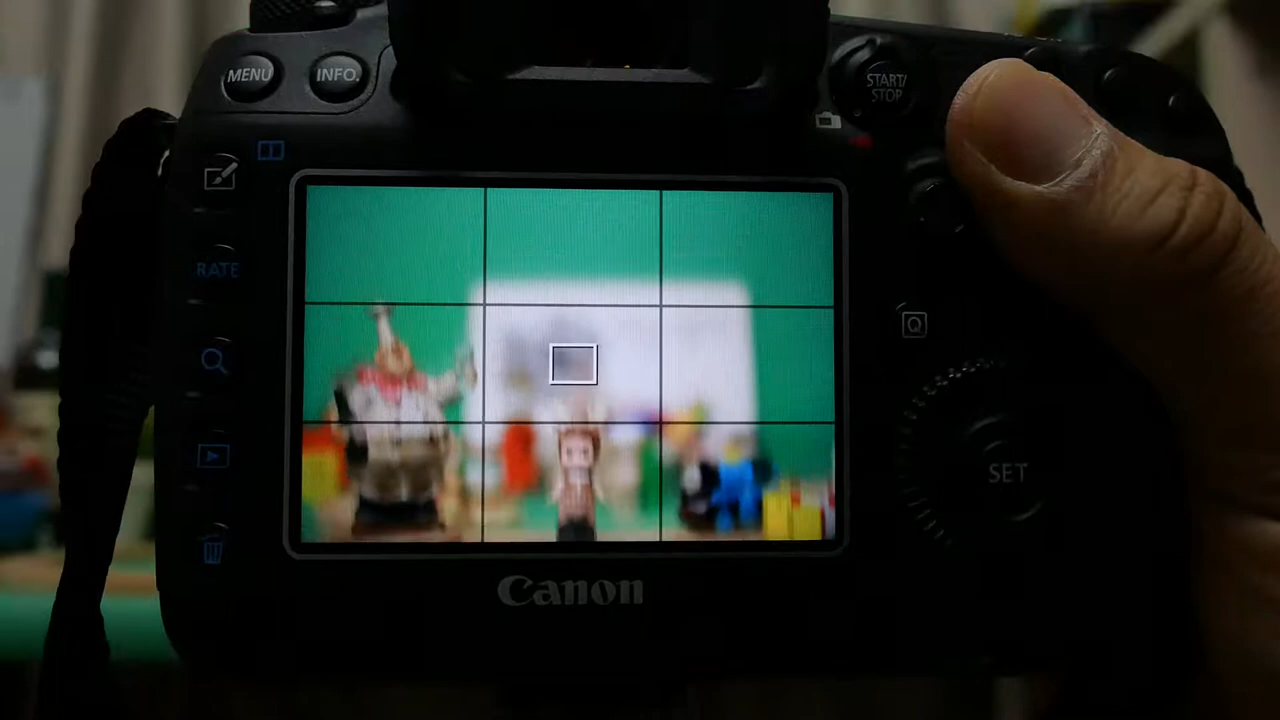 MENU
INFO.
START/
STOP
RATE
Q
SET
Canon